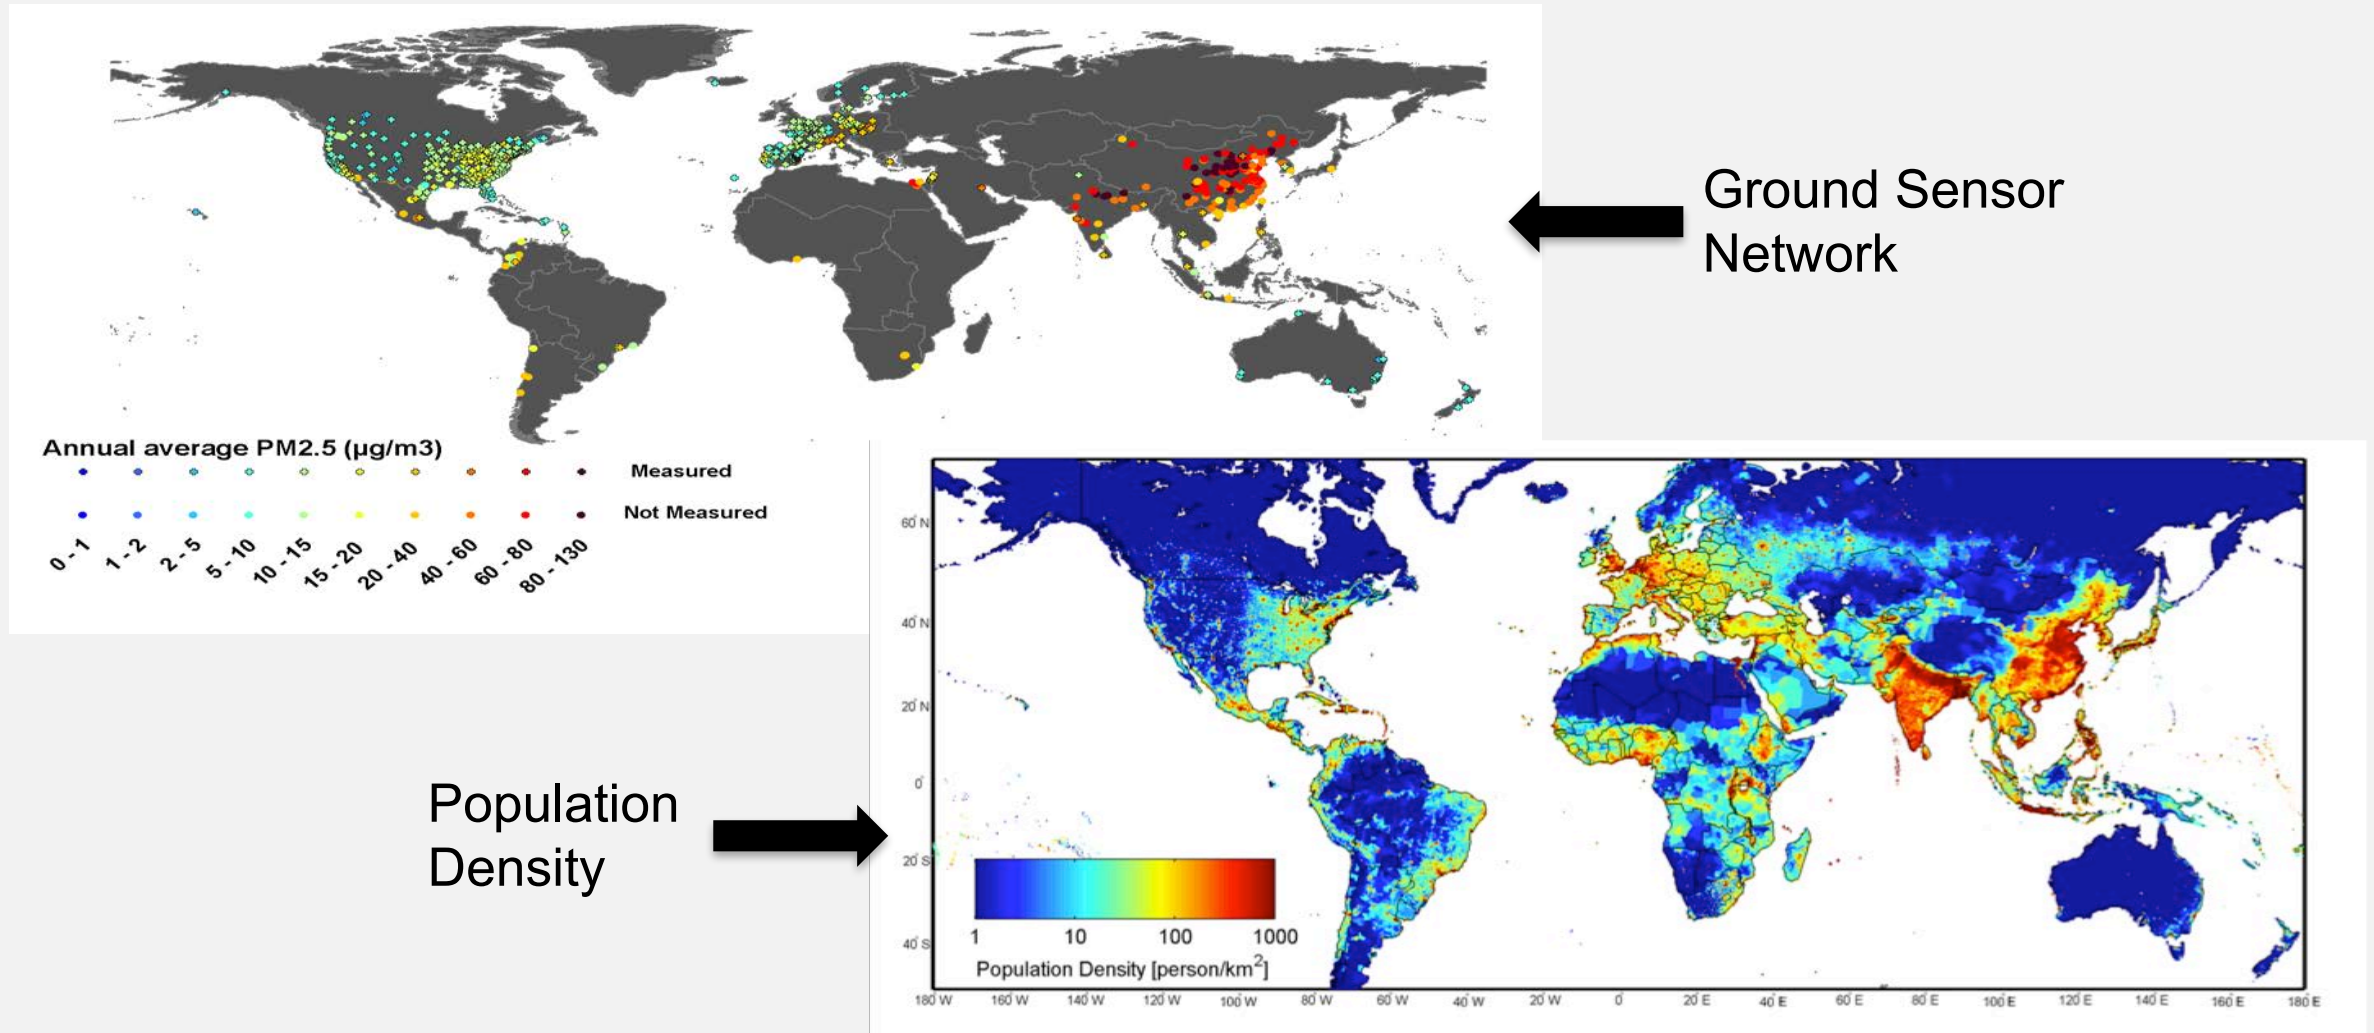 Ground Sensor
Network
Annual average PM2.5 (µg/m3)
Measured
Not Measured
0 - 1
1 - 2
2 - 5
5 - 10
10 -15
15 - 20
20 - 40
40 - 60
60 - 80
80 - 130
Population
Density
60°N
40°N
20°N
0°
20°S
40°S
1 10 100 1000
Population Density [person/km²]
180°W 160°W 140°W 120°W 100°W 80°W 60°W 40°W 20°W 0° 20°E 40°E 60°E 80°E 100°E 120°E 140°E 160°E 180°E